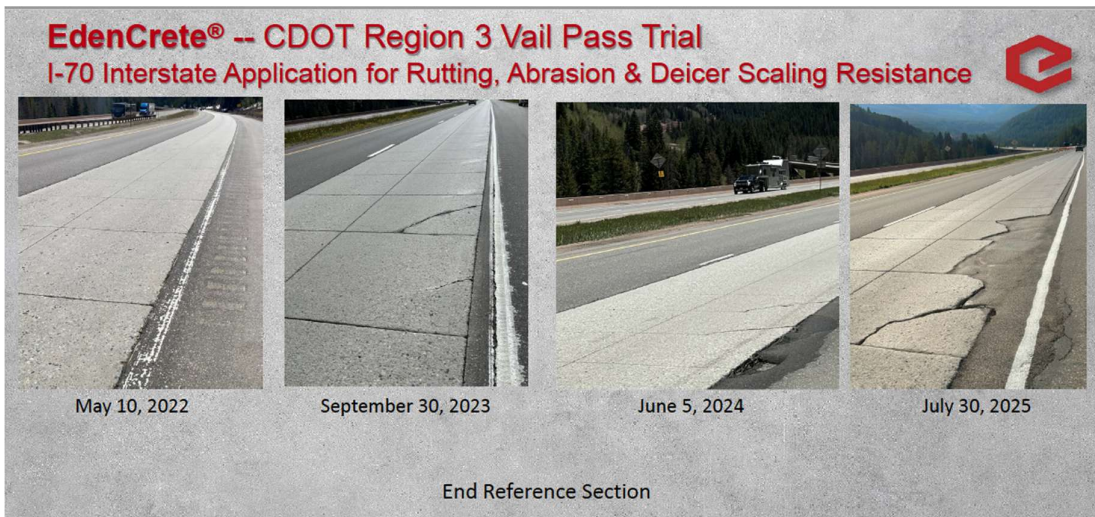 EdenCrete® -- CDOT Region 3 Vail Pass Trial
I-70 Interstate Application for Rutting, Abrasion & Deicer Scaling Resistance
May 10, 2022
September 30, 2023
June 5, 2024
July 30, 2025
End Reference Section